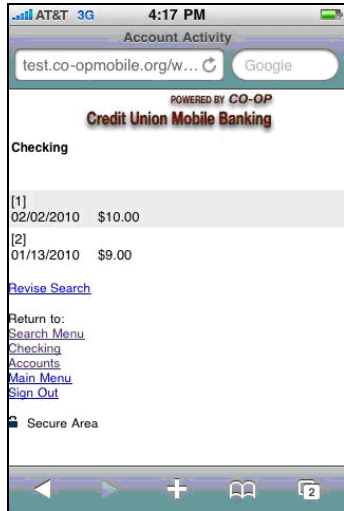 AT&T 3G 4:17 PM
Account Activity
test.co-opmobile.org/w... Google
POWERED BY CO-OP
Credit Union Mobile Banking
Checking
[1]
02/02/2010 $10.00
[2]
01/13/2010 $9.00
Revise Search
Return to:
Search Menu
Checking
Accounts
Main Menu
Sign Out
Secure Area
2